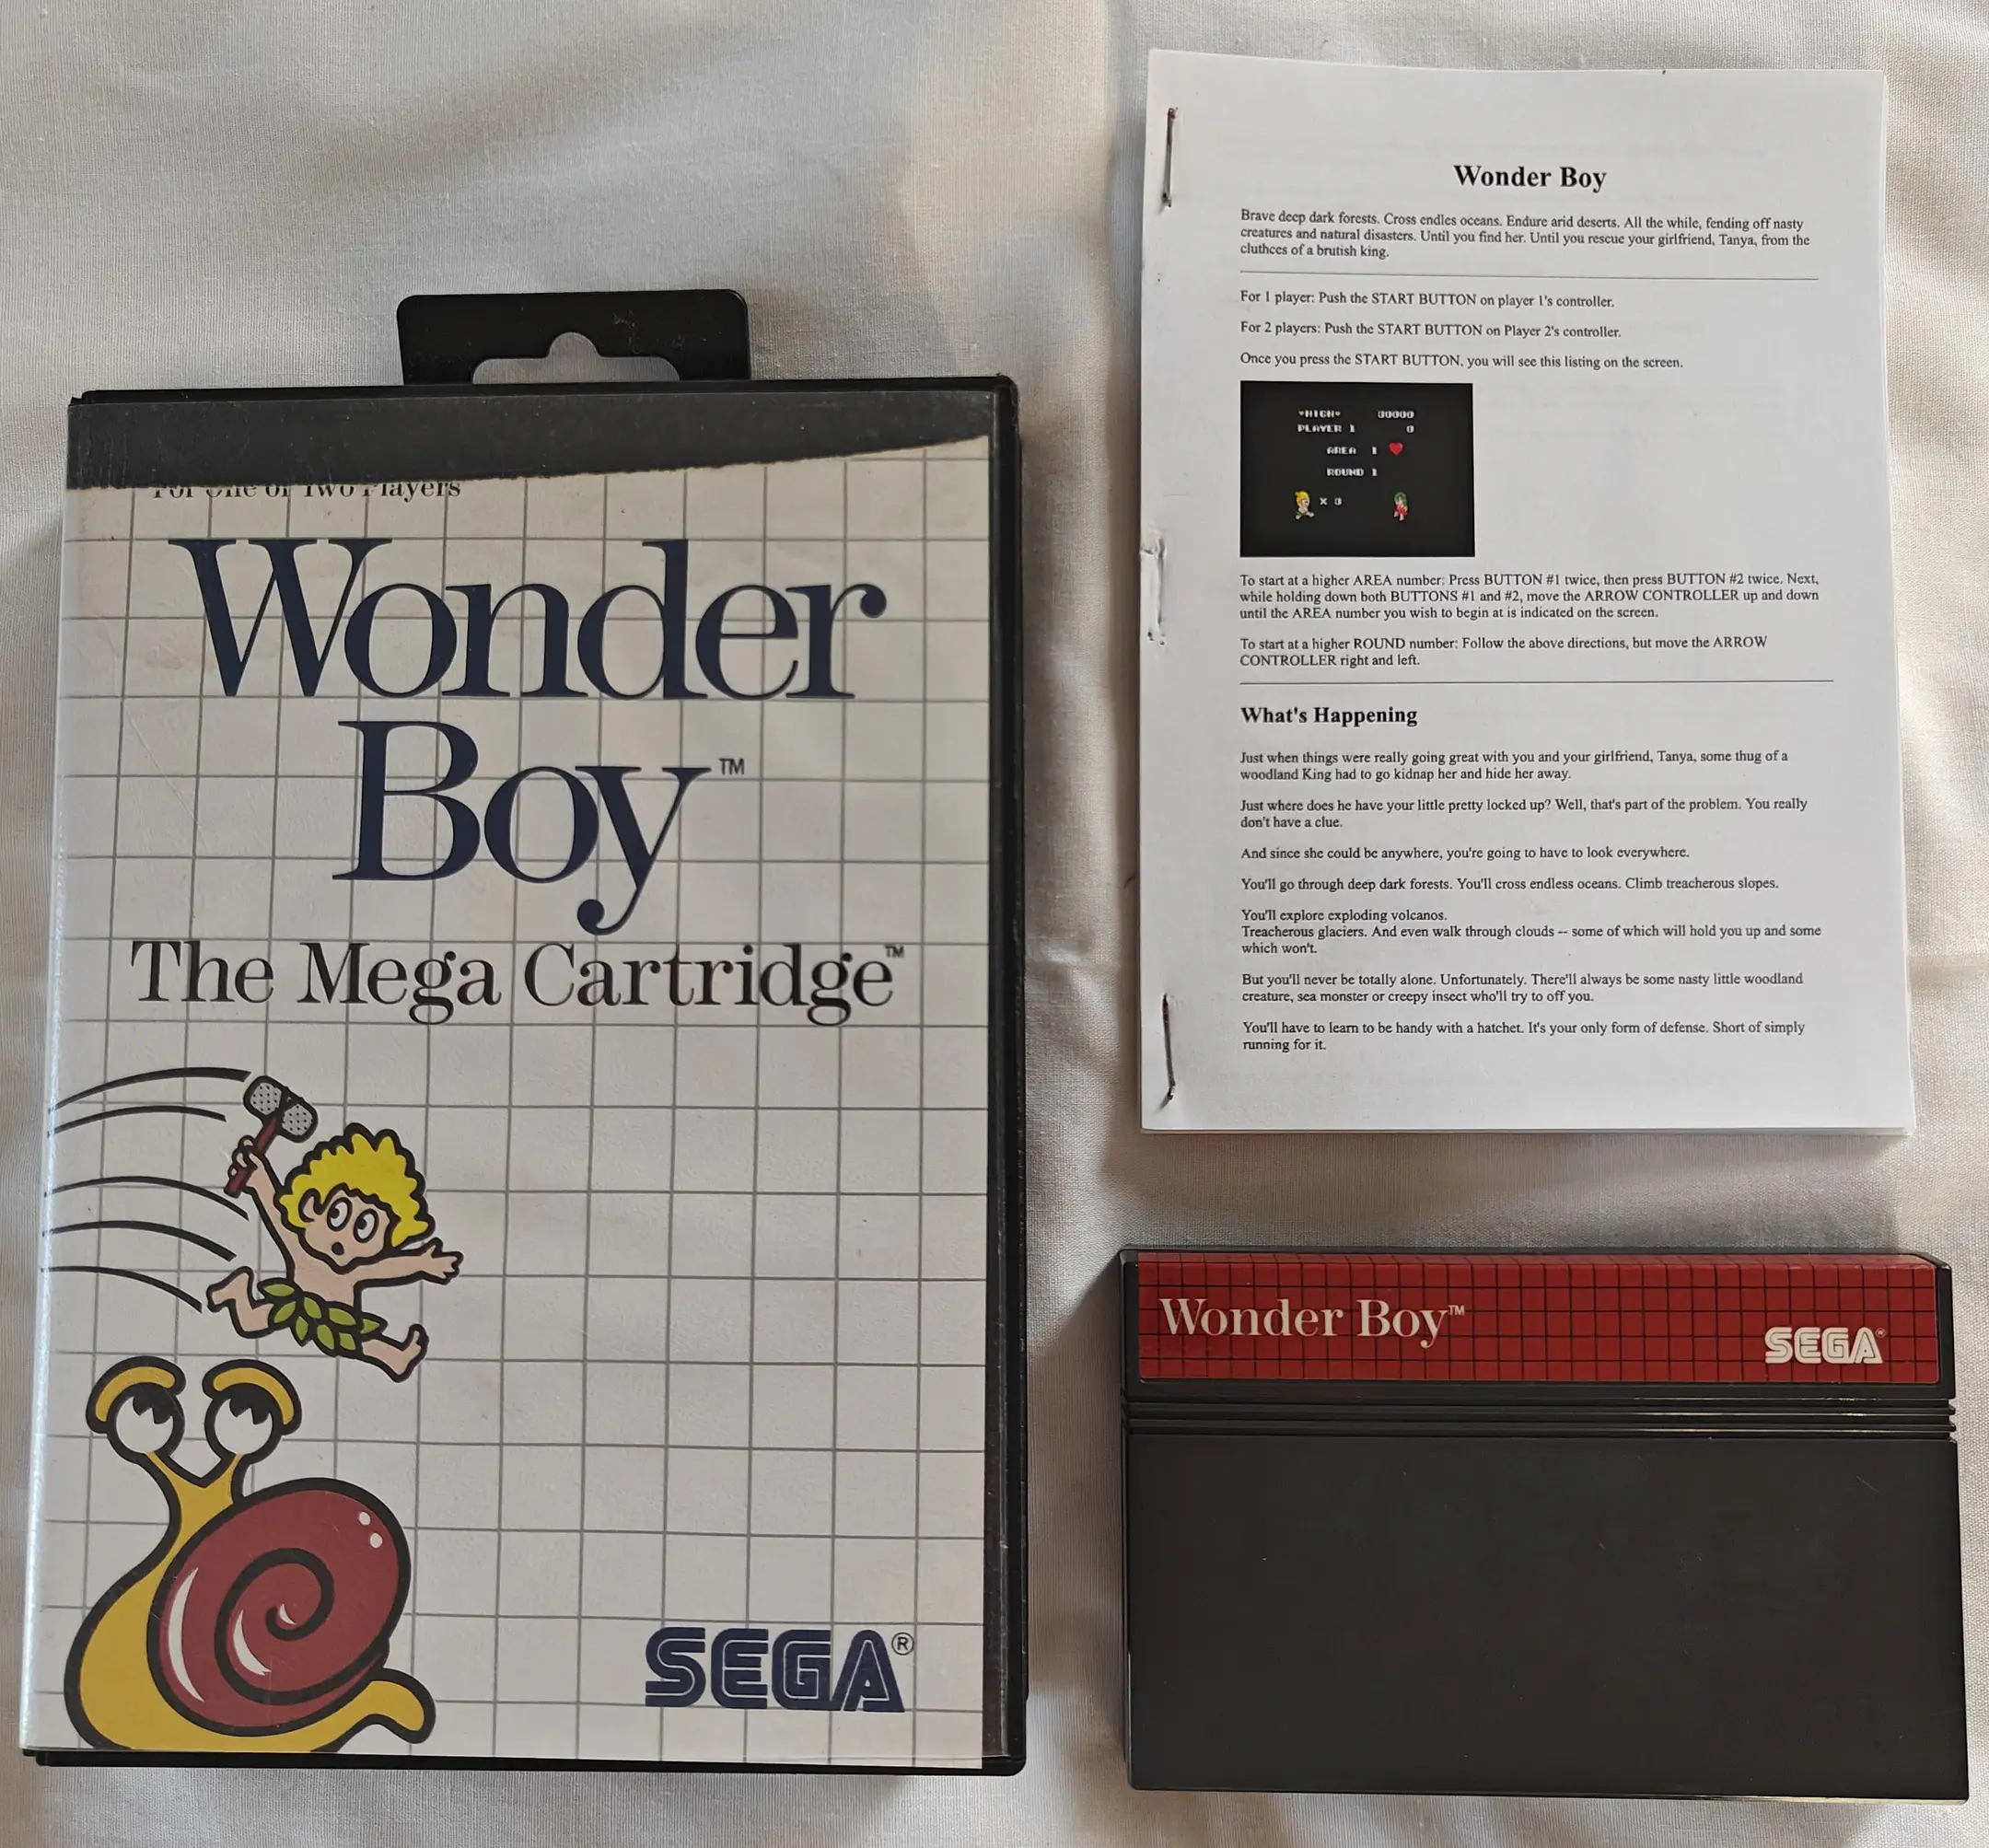 For One or Two Players
Wonder
Boy™
The Mega Cartridge™
SEGA®
Wonder Boy
Brave deep dark forests. Cross endles oceans. Endure arid deserts. All the while, fending off nasty
creatures and natural disasters. Until you find her. Until you rescue your girlfriend, Tanya, from the
cluthces of a brutish king.
For 1 player: Push the START BUTTON on player 1's controller.
For 2 players: Push the START BUTTON on Player 2's controller.
Once you press the START BUTTON, you will see this listing on the screen.
♥HIGH♥ 30000
PLAYER 1 0
AREA 1
ROUND 1
× 3
To start at a higher AREA number: Press BUTTON #1 twice, then press BUTTON #2 twice. Next,
while holding down both BUTTONS #1 and #2, move the ARROW CONTROLLER up and down
until the AREA number you wish to begin at is indicated on the screen.
To start at a higher ROUND number: Follow the above directions, but move the ARROW
CONTROLLER right and left.
What's Happening
Just when things were really going great with you and your girlfriend, Tanya, some thug of a
woodland King had to go kidnap her and hide her away.
Just where does he have your little pretty locked up? Well, that's part of the problem. You really
don't have a clue.
And since she could be anywhere, you're going to have to look everywhere.
You'll go through deep dark forests. You'll cross endless oceans. Climb treacherous slopes.
You'll explore exploding volcanos.
Treacherous glaciers. And even walk through clouds -- some of which will hold you up and some
which won't.
But you'll never be totally alone. Unfortunately. There'll always be some nasty little woodland
creature, sea monster or creepy insect who'll try to off you.
You'll have to learn to be handy with a hatchet. It's your only form of defense. Short of simply
running for it.
Wonder Boy™
SEGA®